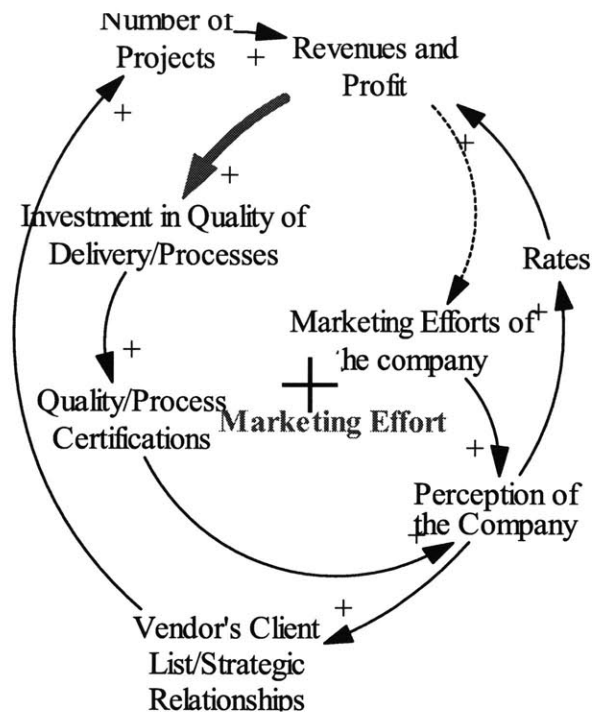 Number of
Projects
+
Revenues and
Profit
+
+
+
Investment in Quality of
Delivery/Processes
Rates
+
Marketing Efforts of
he company
+
+
Quality/Process
Certifications
Marketing Effort
+
Perception of
the Company
+
+
Vendor's Client
List/Strategic
Relationships